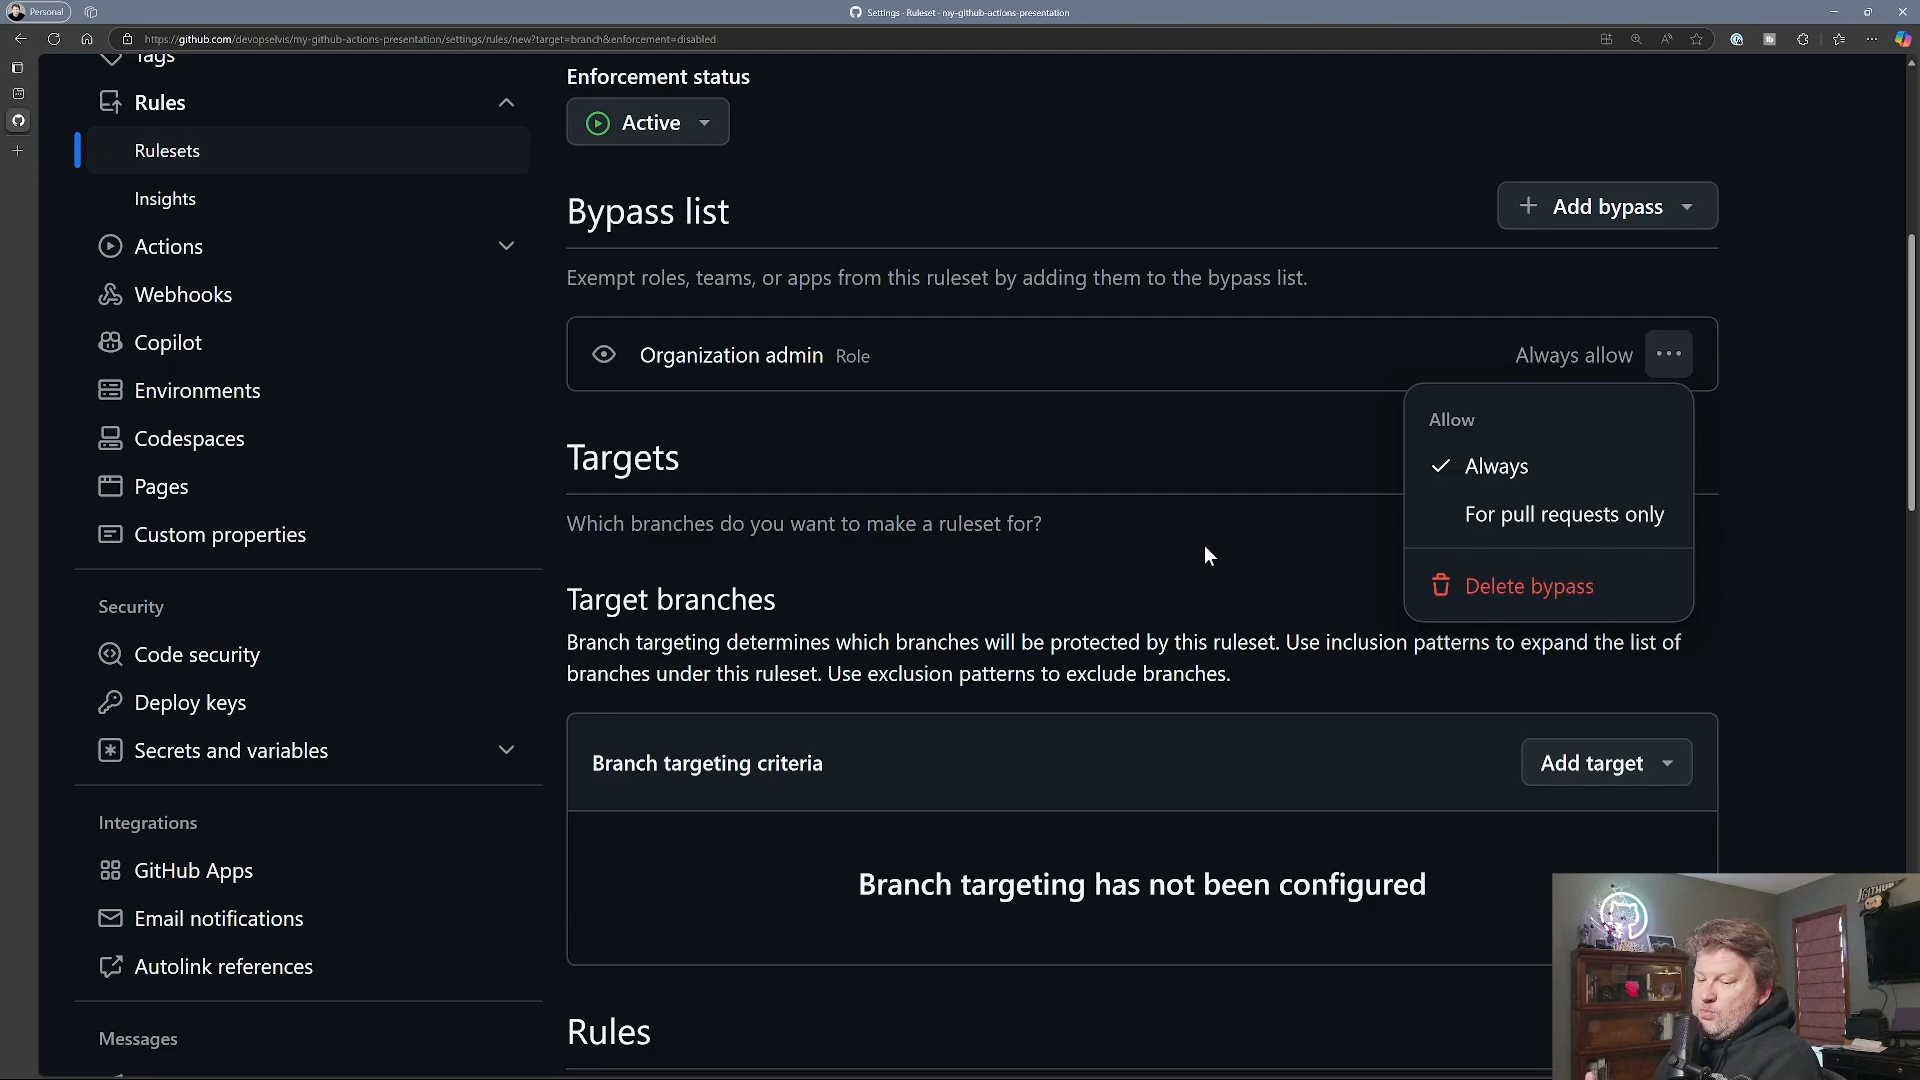 Personal
Settings · Ruleset · my-github-actions-presentation
https://github.com/devopselvis/my-github-actions-presentation/settings/rules/new?target=branch&enforcement=disabled
Tags
Rules
Rulesets
Insights
Actions
Webhooks
Copilot
Environments
Codespaces
Pages
Custom properties
Security
Code security
Deploy keys
Secrets and variables
Integrations
GitHub Apps
Email notifications
Autolink references
Messages
Enforcement status
Active
Bypass list
Add bypass
Exempt roles, teams, or apps from this ruleset by adding them to the bypass list.
Organization admin Role
Always allow
Allow
Always
For pull requests only
Delete bypass
Targets
Which branches do you want to make a ruleset for?
Target branches
Branch targeting determines which branches will be protected by this ruleset. Use inclusion patterns to expand the list of
branches under this ruleset. Use exclusion patterns to exclude branches.
Branch targeting criteria
Add target
Branch targeting has not been configured
Rules
GITHUB